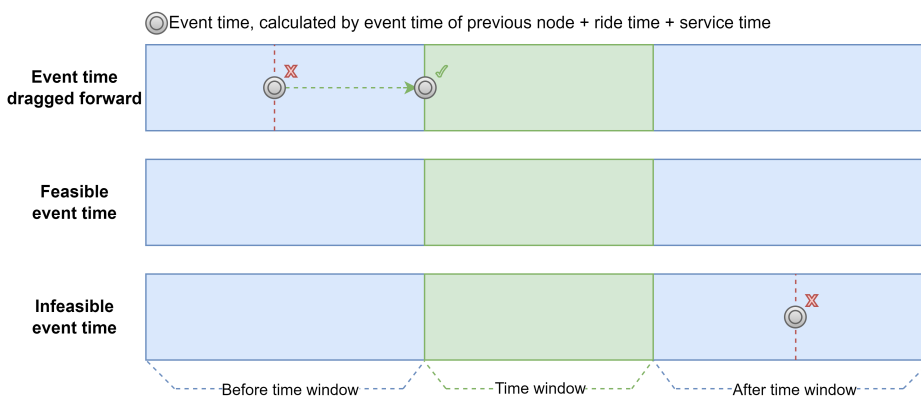 Event time, calculated by event time of previous node + ride time + service time
Event time
dragged forward
X
✓
Feasible
event time
Infeasible
event time
X
Before time window
Time window
After time window